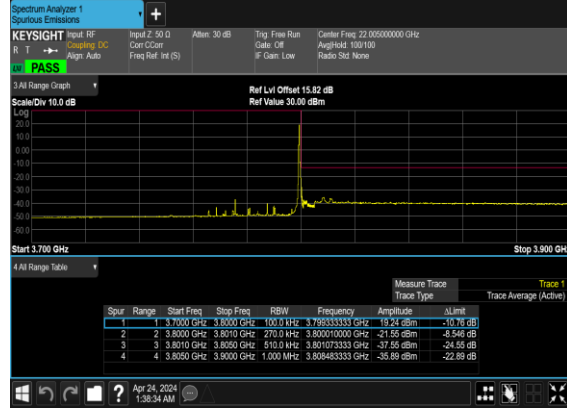 Spectrum Analyzer 1
Spurious Emissions
+
KEYSIGHT Input: RF Input Z: 50 Ω Atten: 30 dB Trig: Free Run Center Freq: 22.005000000 GHz
R T Coupling: DC Corr CCorr Gate: Off Avg|Hold: 100/100
Align: Auto Freq Ref: Int (S) IF Gain: Low Radio Std: None
PASS
3 All Range Graph
Ref Lvl Offset 15.82 dB
Scale/Div 10.0 dB Ref Value 30.00 dBm
Log
20.0
10.0
0.00
-10.0
-20.0
-30.0
-40.0
-50.0
-60.0
Start 3.700 GHz Stop 3.900 GHz
4 All Range Table
Measure Trace Trace 1
Trace Type Trace Average (Active)
Spur Range Start Freq Stop Freq RBW Frequency Amplitude ΔLimit
1 1 3.7000 GHz 3.8000 GHz 100.0 kHz 3.799333333 GHz 19.24 dBm -10.76 dB
2 2 3.8000 GHz 3.8010 GHz 270.0 kHz 3.800010000 GHz -21.55 dBm -8.546 dB
3 3 3.8010 GHz 3.8050 GHz 510.0 kHz 3.801073333 GHz -37.55 dBm -24.55 dB
4 4 3.8050 GHz 3.9000 GHz 1.000 MHz 3.808483333 GHz -35.89 dBm -22.89 dB
? Apr 24, 2024
1:38:34 AM